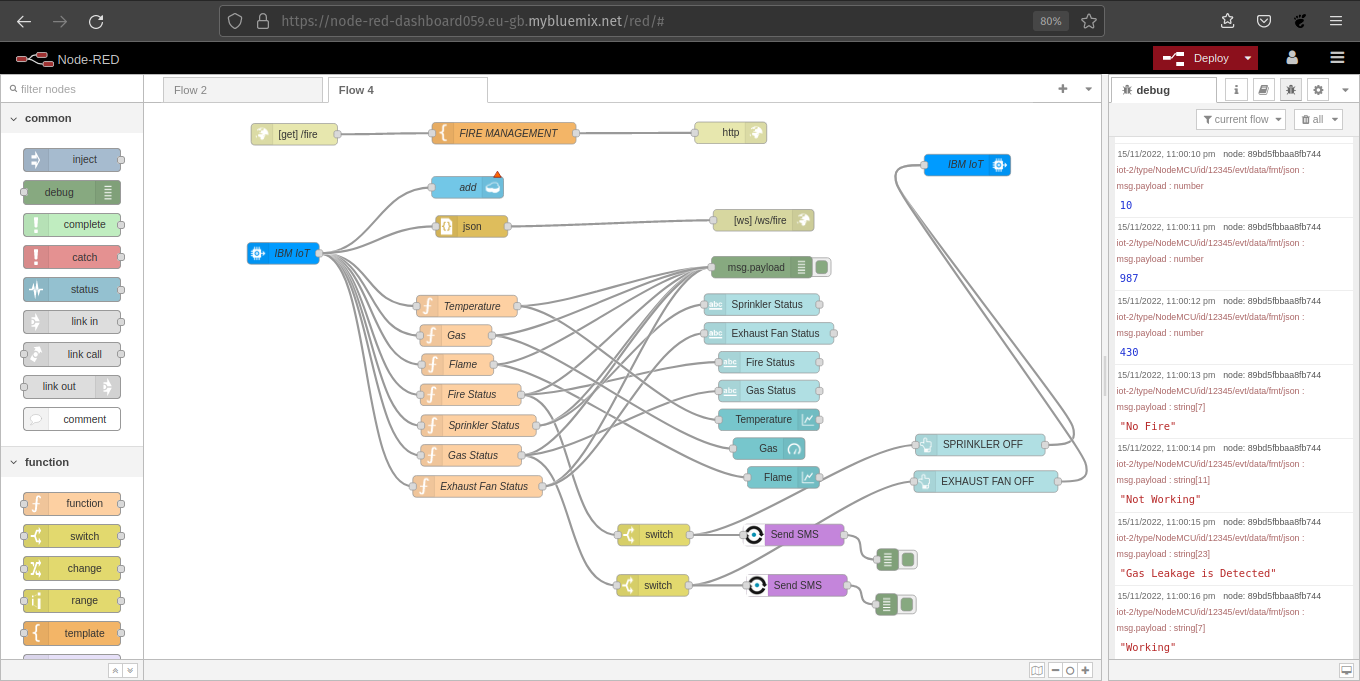 https://node-red-dashboard059.eu-gb.mybluemix.net/red/#
80%
Node-RED
Deploy
filter nodes
common
inject
debug
complete
catch
status
link in
link call
link out
comment
function
function
switch
change
range
template
Flow 2
Flow 4
[get] /fire
FIRE MANAGEMENT
http
IBM IoT
add
json
[ws] /ws/fire
IBM IoT
msg.payload
Temperature
Gas
Flame
Fire Status
Sprinkler Status
Gas Status
Exhaust Fan Status
abc Sprinkler Status
abc Exhaust Fan Status
abc Fire Status
abc Gas Status
Temperature
Gas
Flame
SPRINKLER OFF
EXHAUST FAN OFF
switch
Send SMS
switch
Send SMS
debug
i
current flow
all
15/11/2022, 11:00:10 pm node: 89bd5fbbaa8fb744
iot-2/type/NodeMCU/id/12345/evt/data/fmt/json :
msg.payload : number
10
15/11/2022, 11:00:11 pm node: 89bd5fbbaa8fb744
iot-2/type/NodeMCU/id/12345/evt/data/fmt/json :
msg.payload : number
987
15/11/2022, 11:00:12 pm node: 89bd5fbbaa8fb744
iot-2/type/NodeMCU/id/12345/evt/data/fmt/json :
msg.payload : number
430
15/11/2022, 11:00:13 pm node: 89bd5fbbaa8fb744
iot-2/type/NodeMCU/id/12345/evt/data/fmt/json :
msg.payload : string[7]
"No Fire"
15/11/2022, 11:00:14 pm node: 89bd5fbbaa8fb744
iot-2/type/NodeMCU/id/12345/evt/data/fmt/json :
msg.payload : string[11]
"Not Working"
15/11/2022, 11:00:15 pm node: 89bd5fbbaa8fb744
iot-2/type/NodeMCU/id/12345/evt/data/fmt/json :
msg.payload : string[23]
"Gas Leakage is Detected"
15/11/2022, 11:00:16 pm node: 89bd5fbbaa8fb744
iot-2/type/NodeMCU/id/12345/evt/data/fmt/json :
msg.payload : string[7]
"Working"